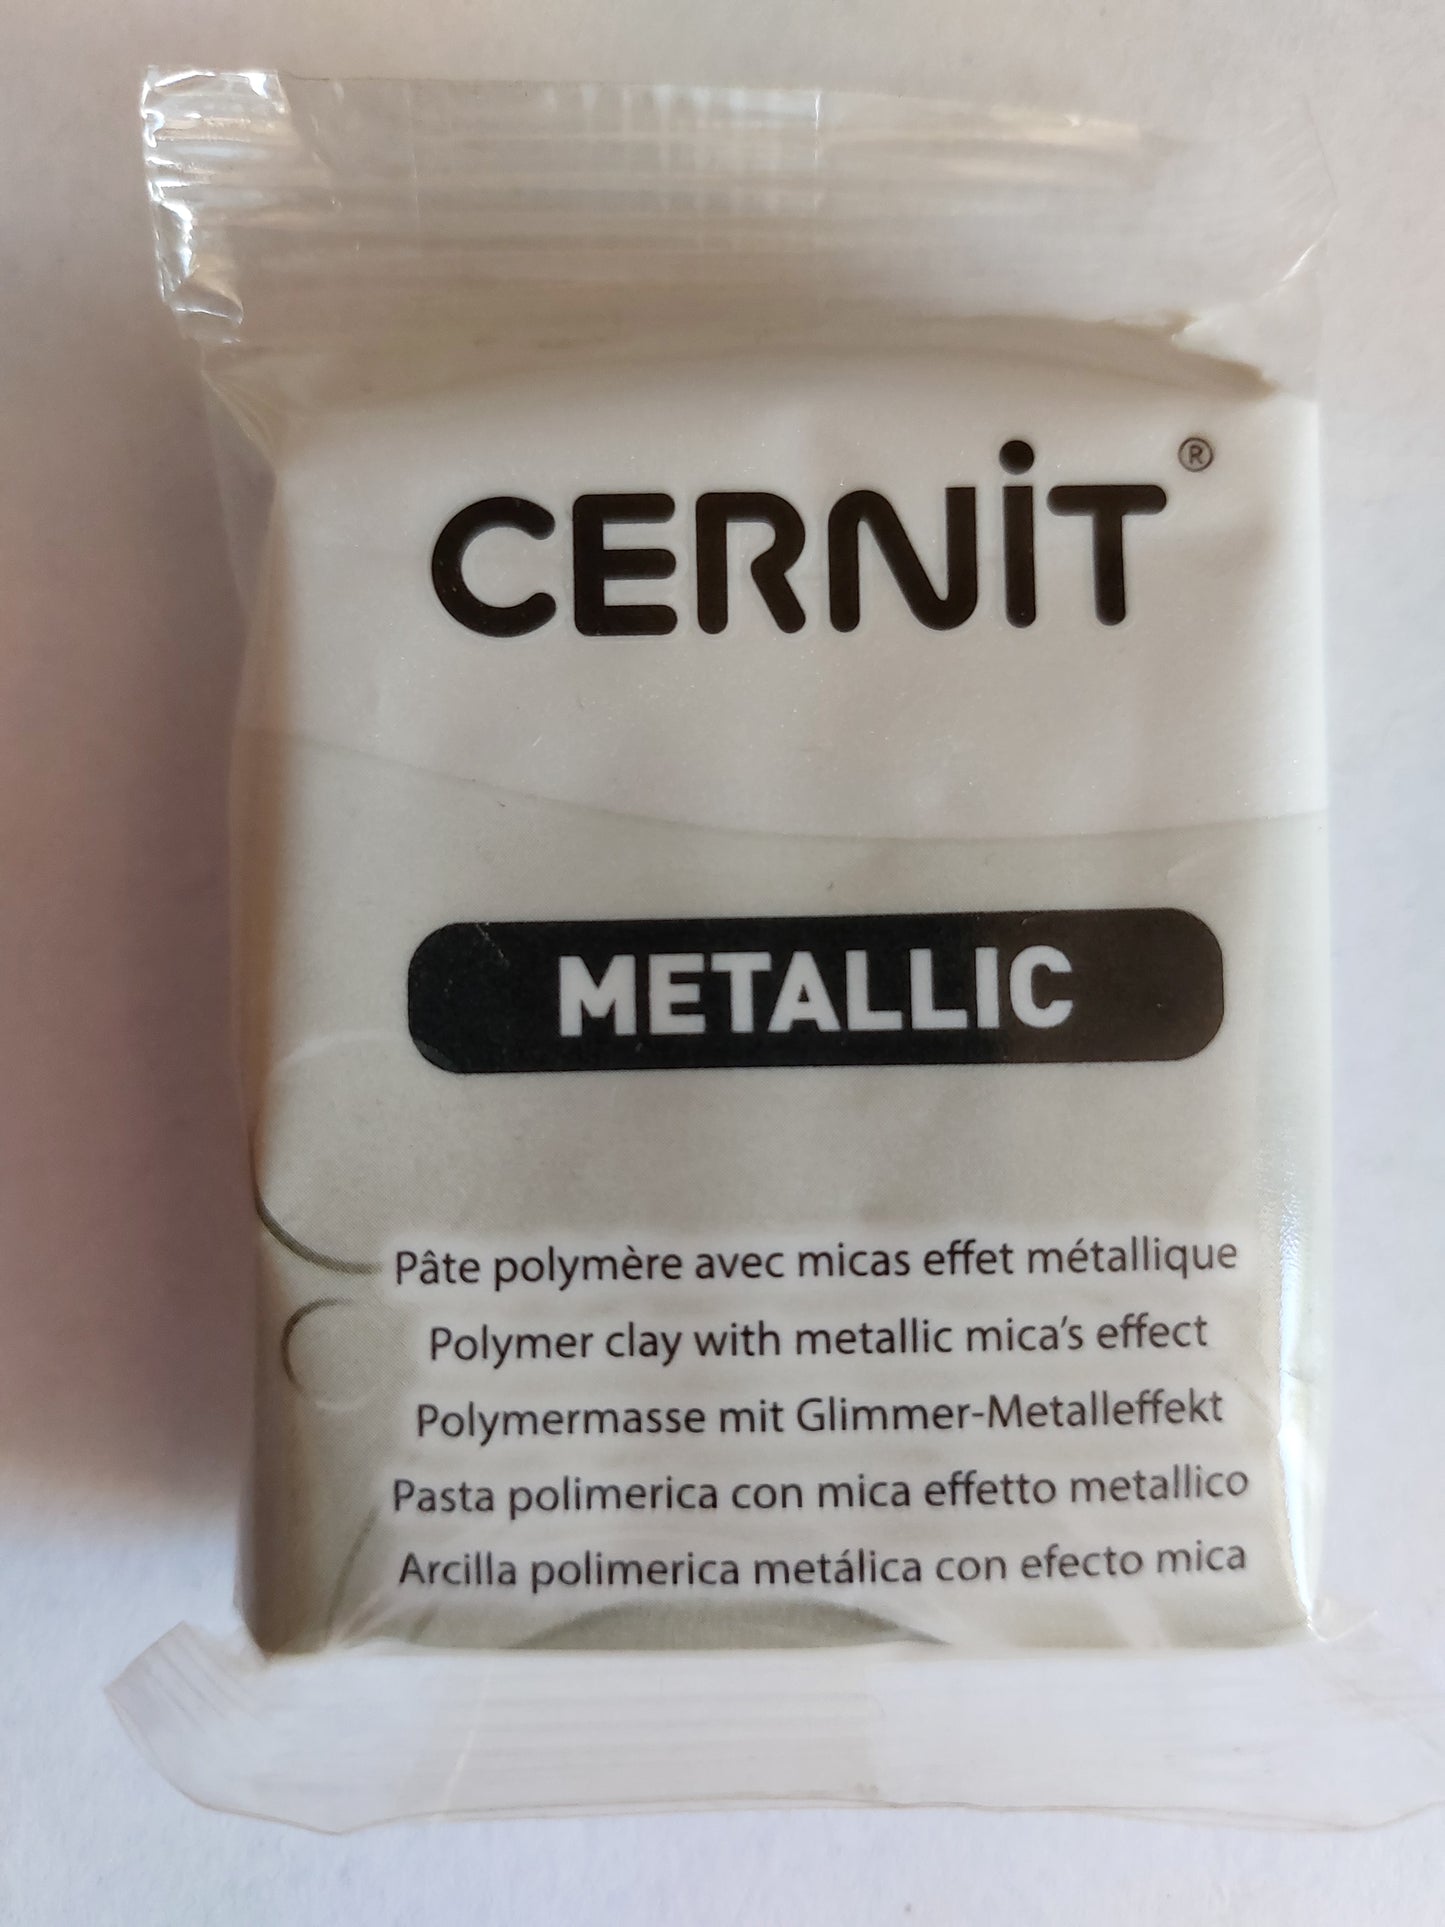 CERNiT®
METALLIC
Pâte polymère avec micas effet métallique
Polymer clay with metallic mica's effect
Polymermasse mit Glimmer-Metalleffekt
Pasta polimerica con mica effetto metallico
Arcilla polimerica metálica con efecto mica